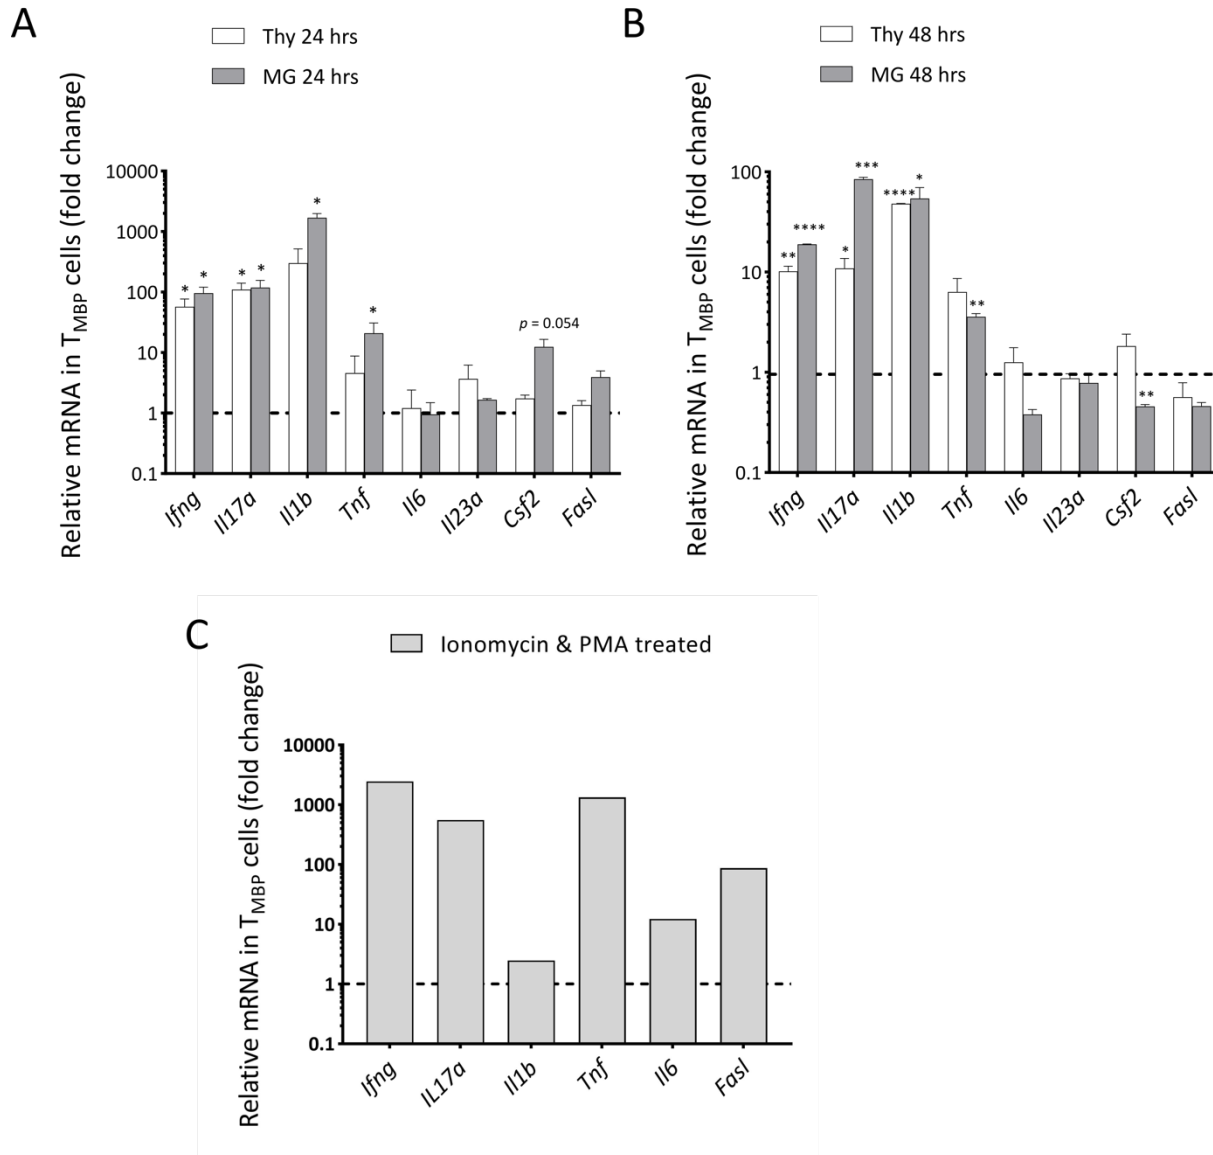 A
Thy 24 hrs
MG 24 hrs
Relative mRNA in TMBP cells (fold change)
10000
1000
100
10
1
0.1
* * * * * *
p = 0.054
Ifng Il17a Il1b Tnf Il6 Il23a Csf2 Fasl
B
Thy 48 hrs
MG 48 hrs
Relative mRNA in TMBP cells (fold change)
100
10
1
0.1
** **** * *** **** * ** **
Ifng Il17a Il1b Tnf Il6 Il23a Csf2 Fasl
C
Ionomycin & PMA treated
Relative mRNA in TMBP cells (fold change)
10000
1000
100
10
1
0.1
Ifng IL17a Il1b Tnf Il6 Fasl